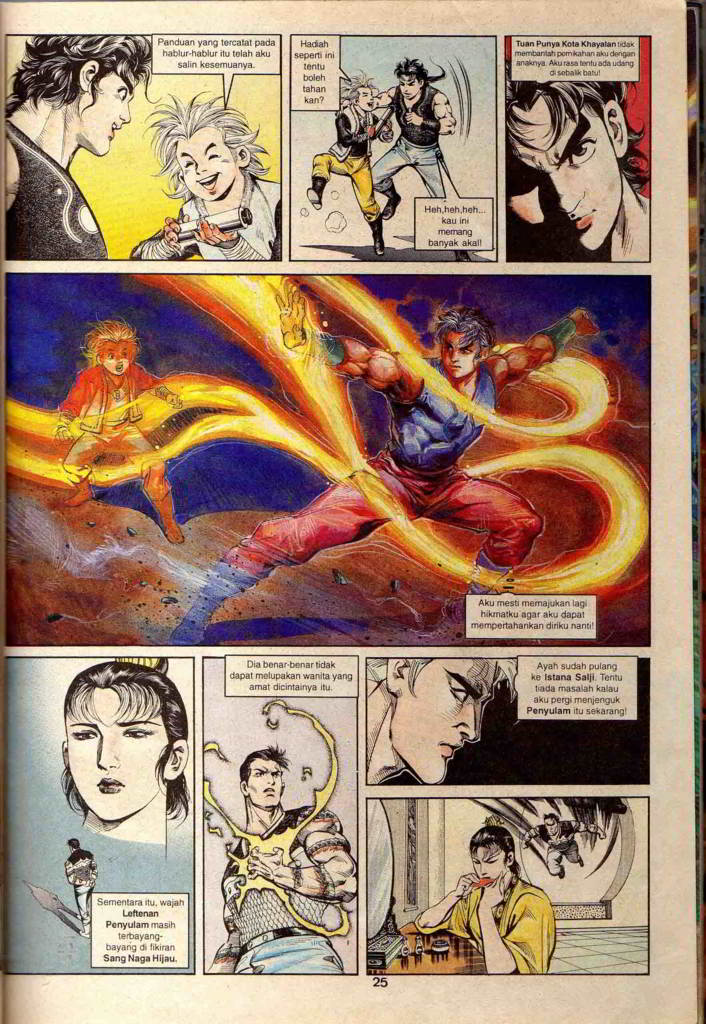 Panduan yang tercatat pada
hablur-hablur itu telah aku
salin kesemuanya.
Hadiah
seperti ini
tentu
boleh
tahan
kan?
Heh,heh,heh...
kau ini
memang
banyak akal!
Tuan Punya Kota Khayalan tidak
membantah pernikahan aku dengan
anaknya. Aku rasa tentu ada udang
di sebalik batu!
Aku mesti memajukan lagi
hikmatku agar aku dapat
mempertahankan diriku nanti!
Sementara itu, wajah
Leftenan
Penyulam masih
terbayang-
bayang di fikiran
Sang Naga Hijau.
Dia benar-benar tidak
dapat melupakan wanita yang
amat dicintainya itu.
Ayah sudah pulang
ke Istana Salji. Tentu
tiada masalah kalau
aku pergi menjenguk
Penyulam itu sekarang!
25